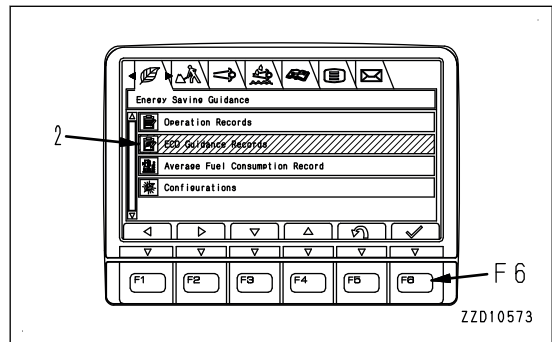 Energy Saving Guidance
Operation Records
2
ECO Guidance Records
Average Fuel Consumption Record
Configurations
F1 F2 F3 F4 F5 F6
F6
ZZD10573